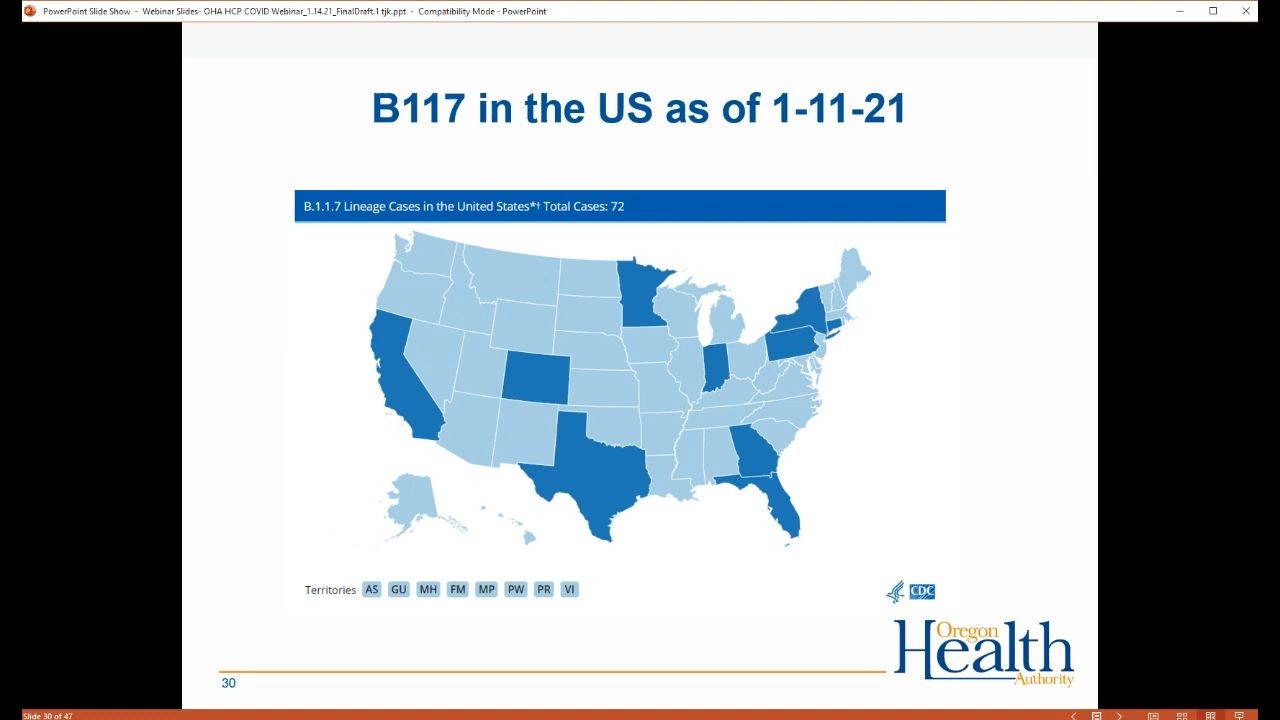 PowerPoint Slide Show - Webinar Slides- OHA HCP COVID Webinar_1.14.21_FinalDraft.1 tjk.ppt - Compatibility Mode - PowerPoint
B117 in the US as of 1-11-21
B.1.1.7 Lineage Cases in the United States*† Total Cases: 72
Territories AS GU MH FM MP PW PR VI
CDC
Oregon
Health
Authority
30
Slide 30 of 47